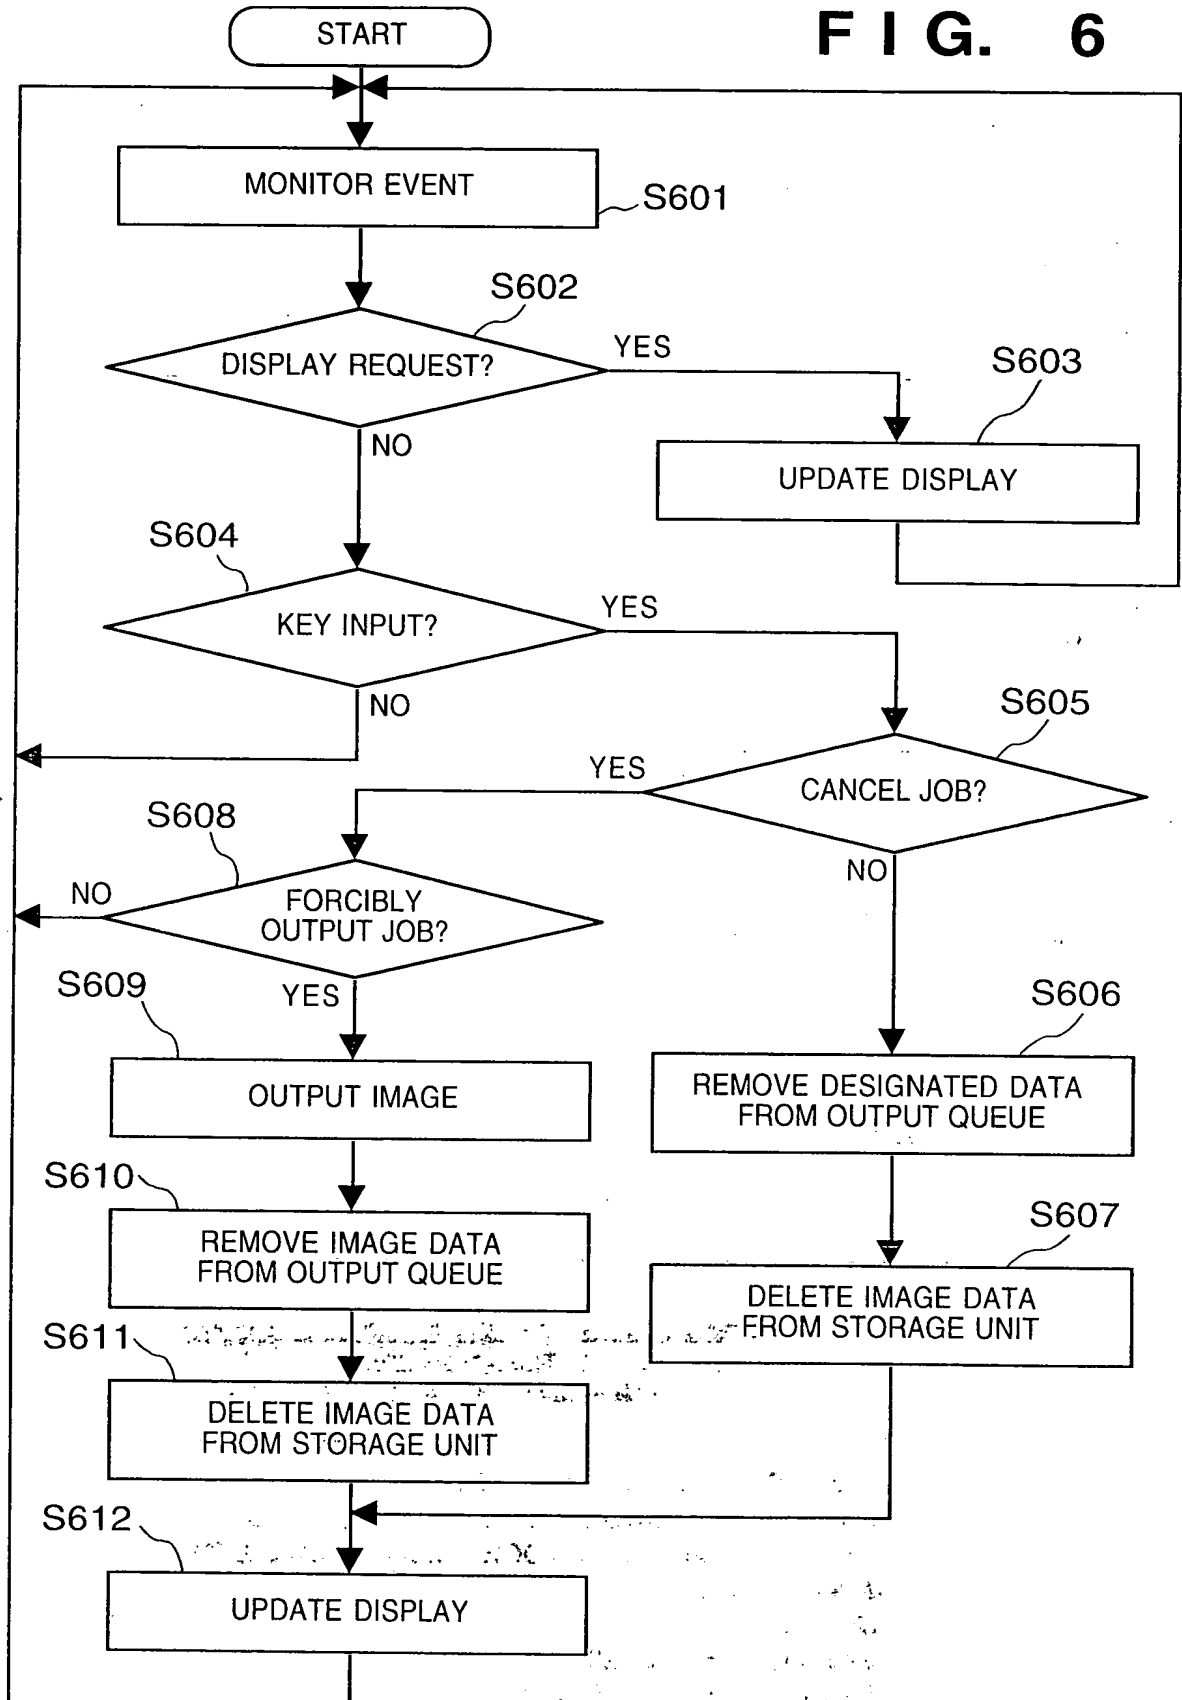 START
FIG. 6
MONITOR EVENT
S601
S602
DISPLAY REQUEST?
YES
NO
S603
UPDATE DISPLAY
S604
KEY INPUT?
YES
NO
S605
CANCEL JOB?
YES
NO
S608
FORCIBLY
OUTPUT JOB?
NO
YES
S609
OUTPUT IMAGE
S606
REMOVE DESIGNATED DATA
FROM OUTPUT QUEUE
S610
REMOVE IMAGE DATA
FROM OUTPUT QUEUE
S607
DELETE IMAGE DATA
FROM STORAGE UNIT
S611
DELETE IMAGE DATA
FROM STORAGE UNIT
S612
UPDATE DISPLAY